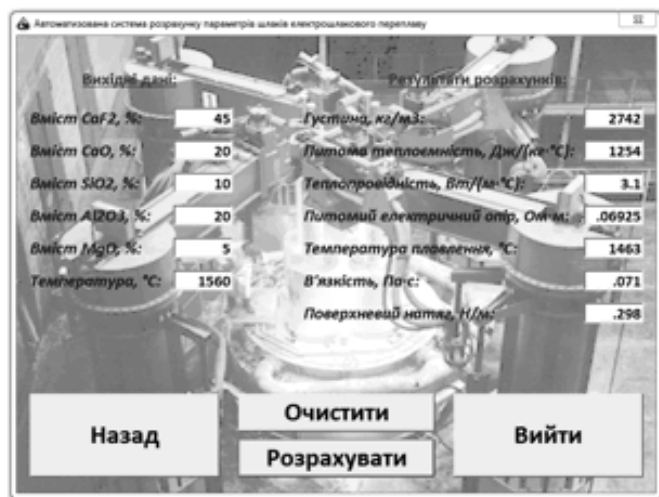 Автоматизована система розрахунку параметрів шлаків електрошлакового переплаву
Вихідні дані:
Вміст CaF2, %: 45
Вміст CaO, %: 20
Вміст SiO2, %: 10
Вміст Al2O3, %: 20
Вміст MgO, %: 5
Температура, °C: 1560
Результати розрахунків:
Густина, кг/м3: 2742
Питома теплоємність, Дж/(кг·°C): 1254
Теплопровідність, Вт/(м·°C): 3.1
Питомий електричний опір, Ом·м: .06925
Температура плавлення, °C: 1463
В'язкість, Па·с: .071
Поверхневий натяг, Н/м: .298
Назад
Очистити
Розрахувати
Вийти